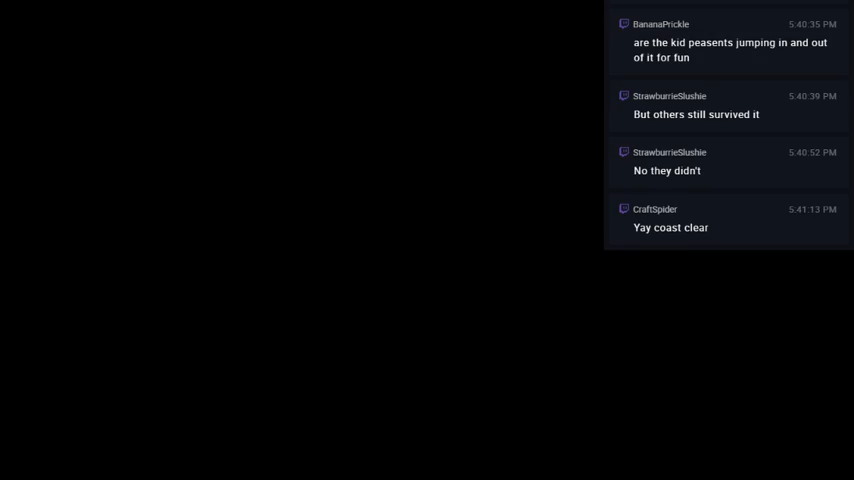 BananaPrickle 5:40:35 PM
are the kid peasents jumping in and out
of it for fun
StrawburrieSlushie 5:40:39 PM
But others still survived it
StrawburrieSlushie 5:40:52 PM
No they didn't
CraftSpider 5:41:13 PM
Yay coast clear